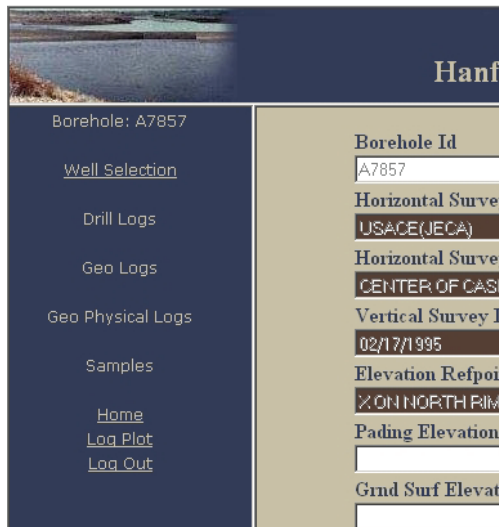 Hanf
Borehole: A7857
Well Selection
Drill Logs
Geo Logs
Geo Physical Logs
Samples
Home
Log Plot
Log Out
Borehole Id
A7857
Horizontal Surve
USACE(JECA)
Horizontal Surve
CENTER OF CAS
Vertical Survey
02/17/1995
Elevation Refpoi
X ON NORTH RIM
Pading Elevation
Grnd Surf Elevat